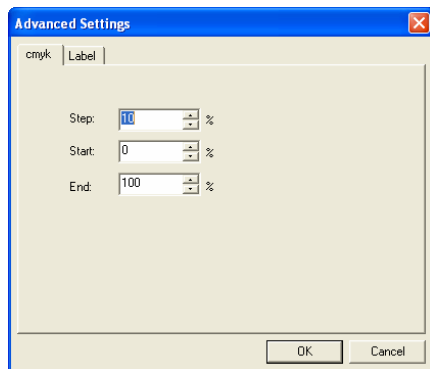 Advanced Settings
cmyk Label
Step: 10 %
Start: 0 %
End: 100 %
OK Cancel